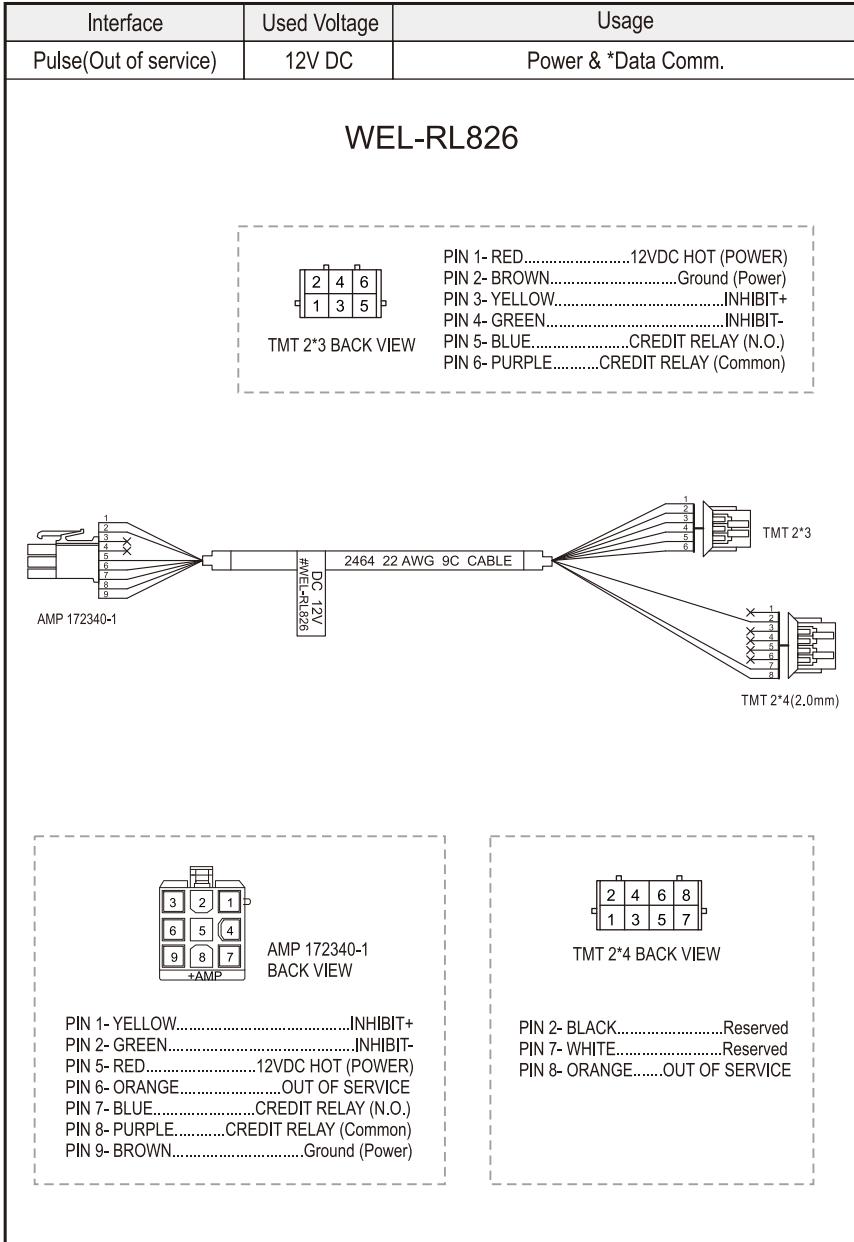 Interface Used Voltage Usage
Pulse(Out of service) 12V DC Power & *Data Comm.
WEL-RL826
2 4 6
1 3 5
TMT 2*3 BACK VIEW
PIN 1- RED..........................12VDC HOT (POWER)
PIN 2- BROWN..............................Ground (Power)
PIN 3- YELLOW.........................................INHIBIT+
PIN 4- GREEN...........................................INHIBIT-
PIN 5- BLUE.......................CREDIT RELAY (N.O.)
PIN 6- PURPLE...........CREDIT RELAY (Common)
1
2
3
4
5
6
7
8
9
AMP 172340-1
DC 12V
#WEL-RL826
2464 22 AWG 9C CABLE
1
2
3
4
5
6
TMT 2*3
1
2
3
4
5
6
7
8
TMT 2*4(2.0mm)
3 2 1
6 5 4
9 8 7
+AMP
AMP 172340-1
BACK VIEW
PIN 1- YELLOW.........................................INHIBIT+
PIN 2- GREEN...........................................INHIBIT-
PIN 5- RED..........................12VDC HOT (POWER)
PIN 6- ORANGE.......................OUT OF SERVICE
PIN 7- BLUE.......................CREDIT RELAY (N.O.)
PIN 8- PURPLE...........CREDIT RELAY (Common)
PIN 9- BROWN..............................Ground (Power)
2 4 6 8
1 3 5 7
TMT 2*4 BACK VIEW
PIN 2- BLACK.........................Reserved
PIN 7- WHITE.........................Reserved
PIN 8- ORANGE.......OUT OF SERVICE